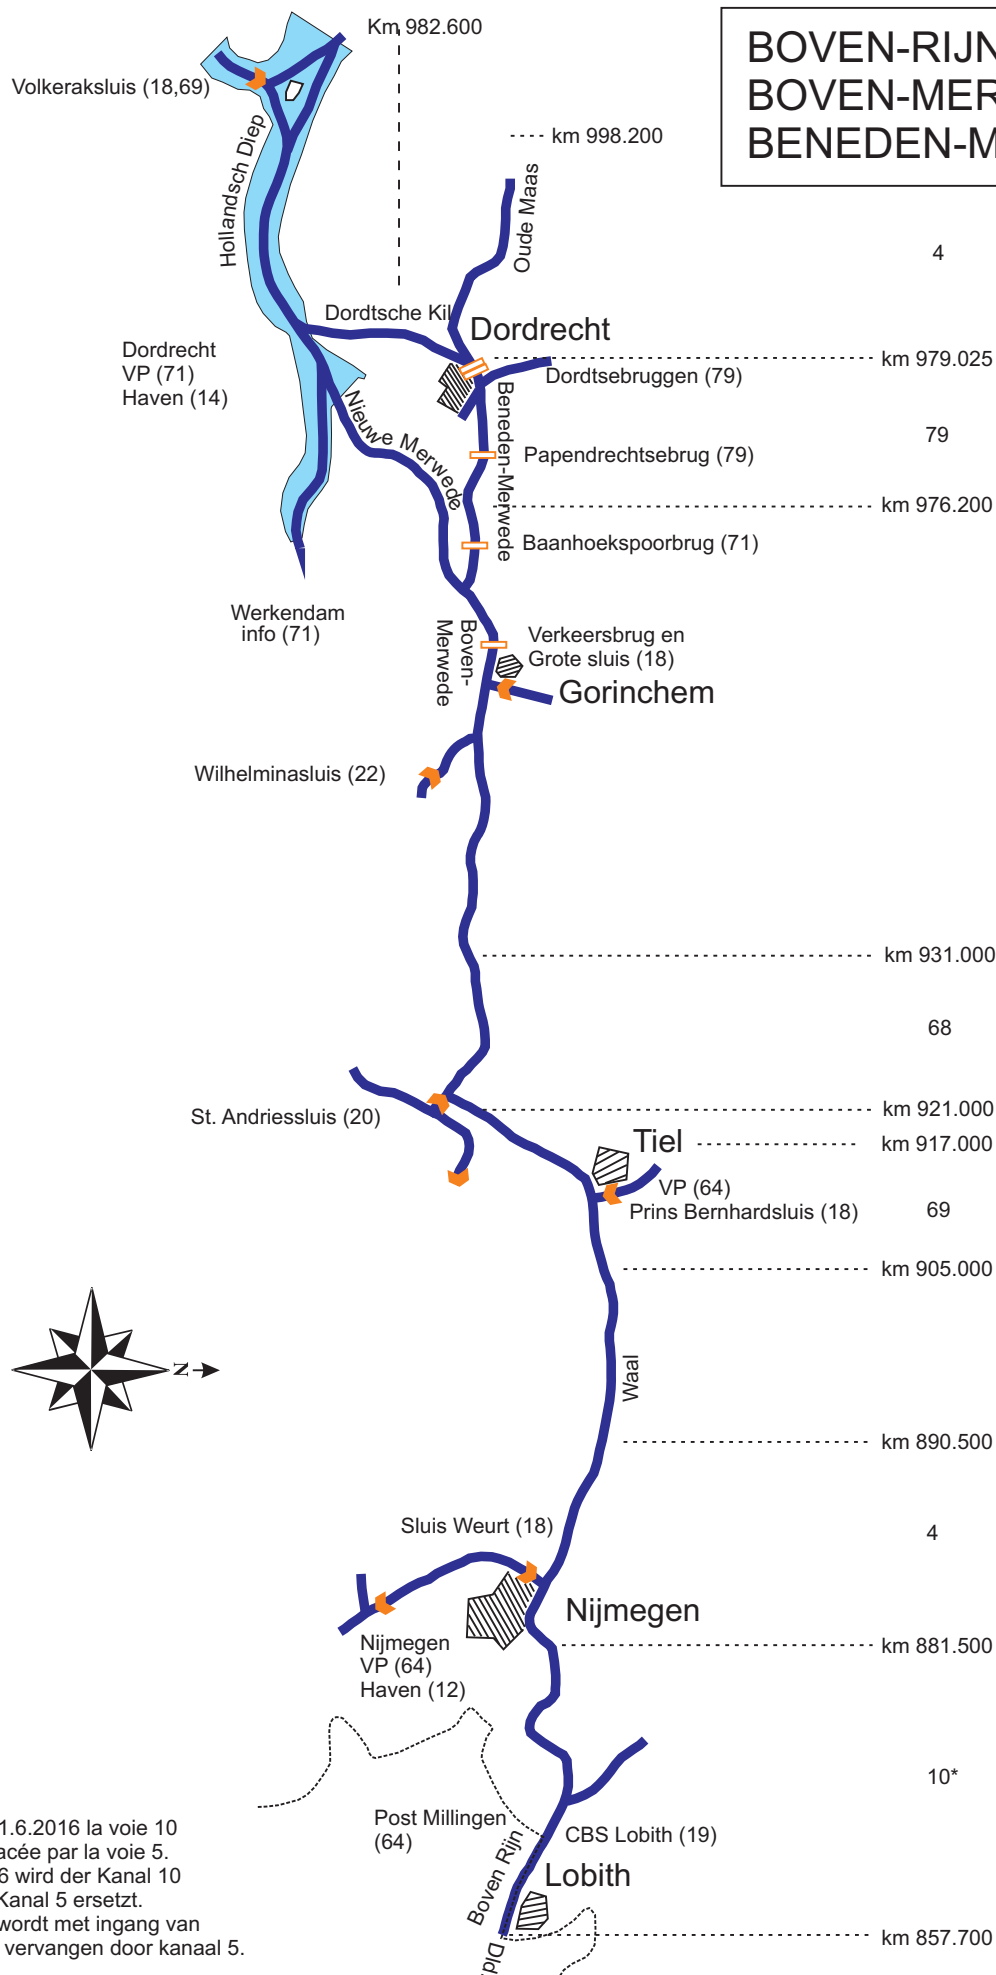 BOVEN-RIJN
BOVEN-MER
BENEDEN-M
Km 982.600
Volkeraksluis (18,69)
km 998.200
Hollandsch Diep
Oude Maas
4
Dordtsche Kil
Dordrecht
Dordrecht
VP (71)
Haven (14)
km 979.025
Dordtsebruggen (79)
Nieuwe Merwede
Beneden-Merwede
79
Papendrechtsebrug (79)
km 976.200
Baanhoekspoorbrug (71)
Werkendam
info (71)
Boven-
Merwede
Verkeersbrug en
Grote sluis (18)
Gorinchem
Wilhelminasluis (22)
km 931.000
68
St. Andriessluis (20)
km 921.000
Tiel
km 917.000
VP (64)
Prins Bernhardsluis (18)
69
km 905.000
N
Waal
km 890.500
Sluis Weurt (18)
4
Nijmegen
Nijmegen
VP (64)
Haven (12)
km 881.500
10*
Post Millingen
(64)
CBS Lobith (19)
Boven Rijn
Lobith
km 857.700
1.6.2016 la voie 10
acée par la voie 5.
6 wird der Kanal 10
Kanal 5 ersetzt.
wordt met ingang van
vervangen door kanaal 5.